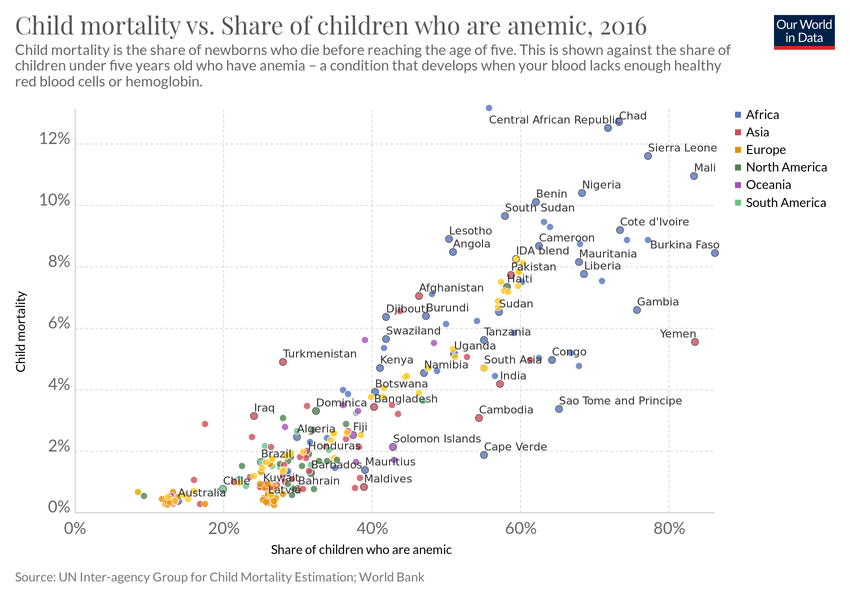 Child mortality vs. Share of children who are anemic, 2016
Our World
in Data
Child mortality is the share of newborns who die before reaching the age of five. This is shown against the share of
children under five years old who have anemia – a condition that develops when your blood lacks enough healthy
red blood cells or hemoglobin.
Africa
Asia
Europe
North America
Oceania
South America
Child mortality
12%
10%
8%
6%
4%
2%
0%
Central African Republic
Chad
Sierra Leone
Mali
Nigeria
Benin
South Sudan
Cote d'Ivoire
Lesotho
Angola
Cameroon
Burkina Faso
IDA blend
Mauritania
Pakistan
Liberia
Haiti
Afghanistan
Djibouti
Burundi
Sudan
Gambia
Swaziland
Tanzania
Yemen
Turkmenistan
Uganda
Kenya
Namibia
South Asia
Congo
India
Botswana
Bangladesh
Dominica
Sao Tome and Principe
Iraq
Cambodia
Algeria
Fiji
Honduras
Solomon Islands
Cape Verde
Brazil
Barbados
Mauritius
Chile
Kuwait
Bahrain
Maldives
Australia
Latvia
0%
20%
40%
60%
80%
Share of children who are anemic
Source: UN Inter-agency Group for Child Mortality Estimation; World Bank